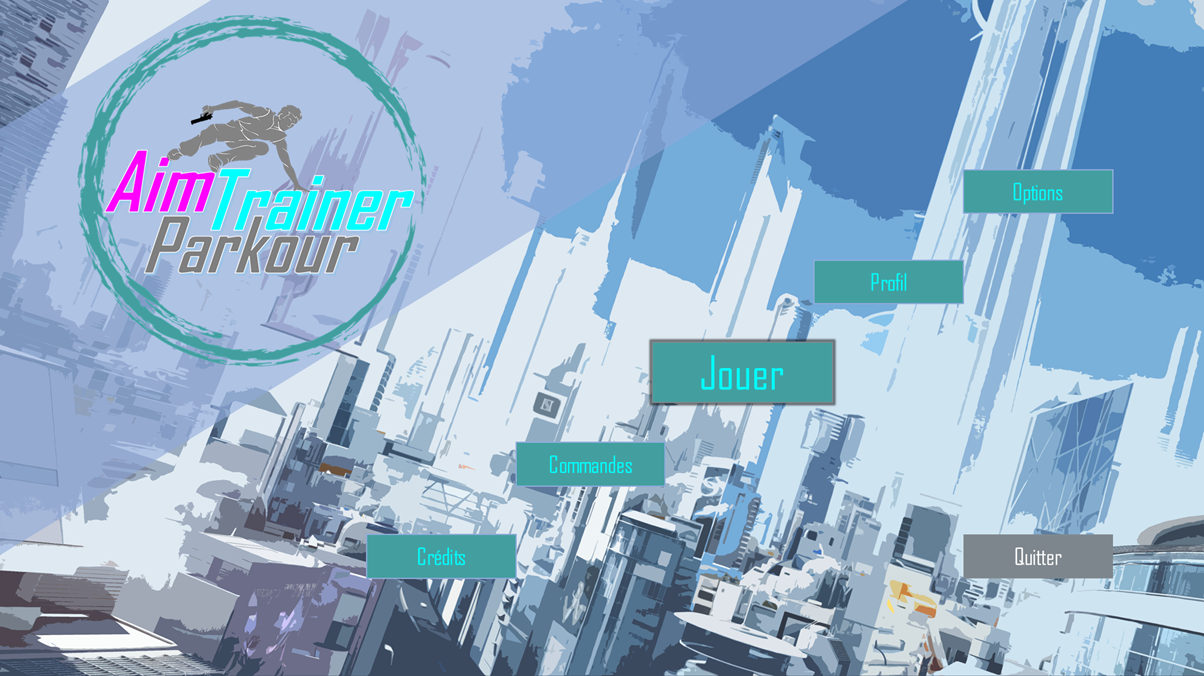 Aim Trainer
Parkour
Options
Profil
Jouer
Commandes
Crédits
Quitter